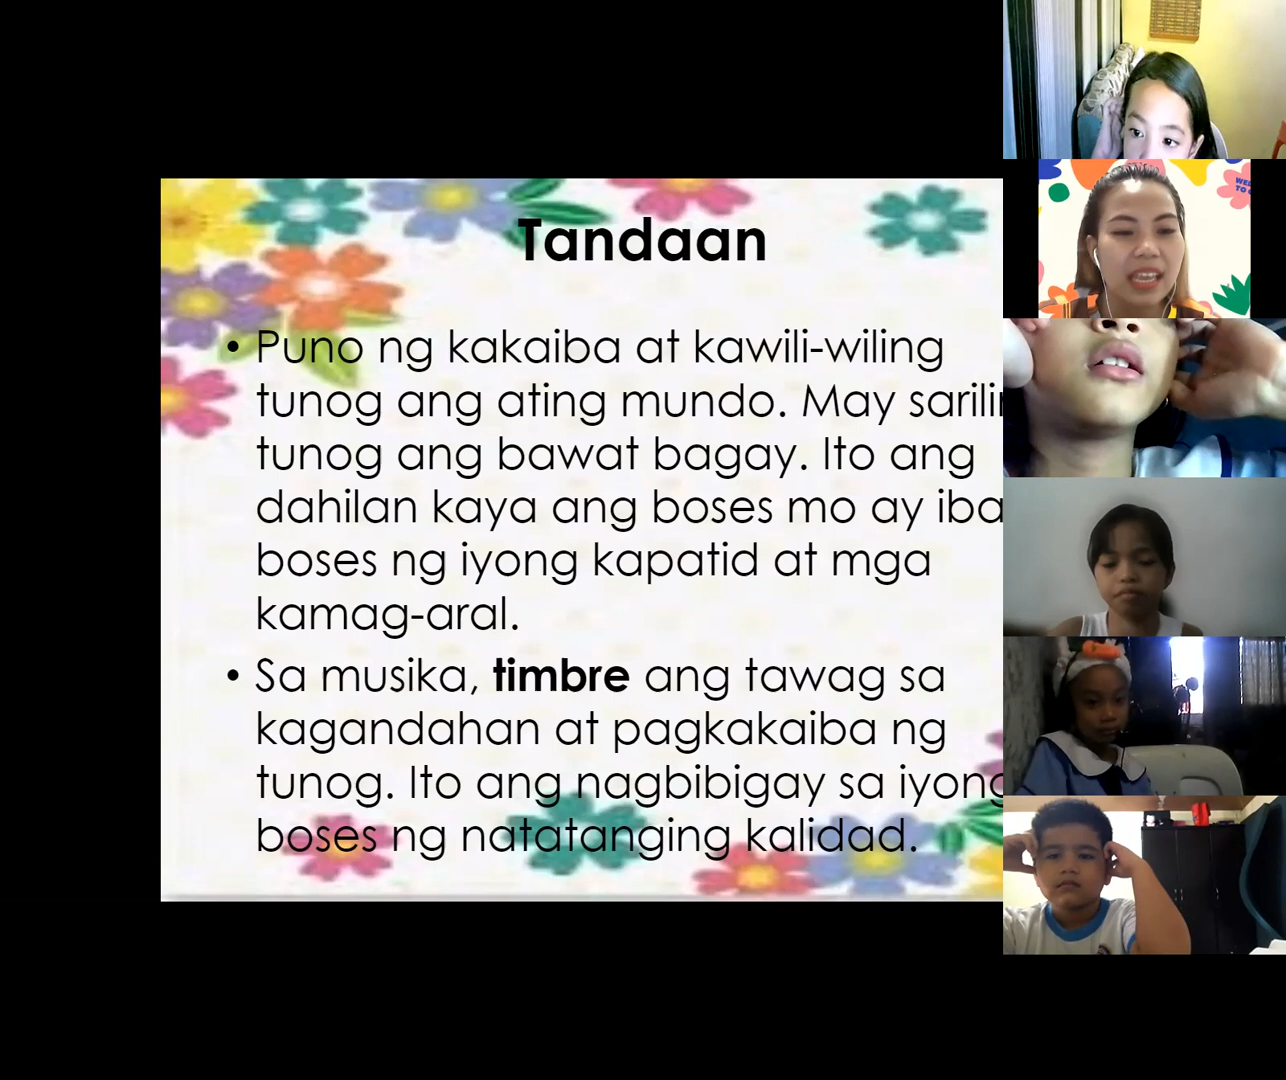 Tandaan
• Puno ng kakaiba at kawili-wiling
tunog ang ating mundo. May
tunog ang bawat bagay. Ito ang
dahilan kaya ang boses mo ay iba
boses ng iyong kapatid at mga
kamag-aral.
• Sa musika, timbre ang tawag sa
kagandahan at pagkakaiba ng
tunog. Ito ang nagbibigay sa iyong
boses ng natatanging kalidad.